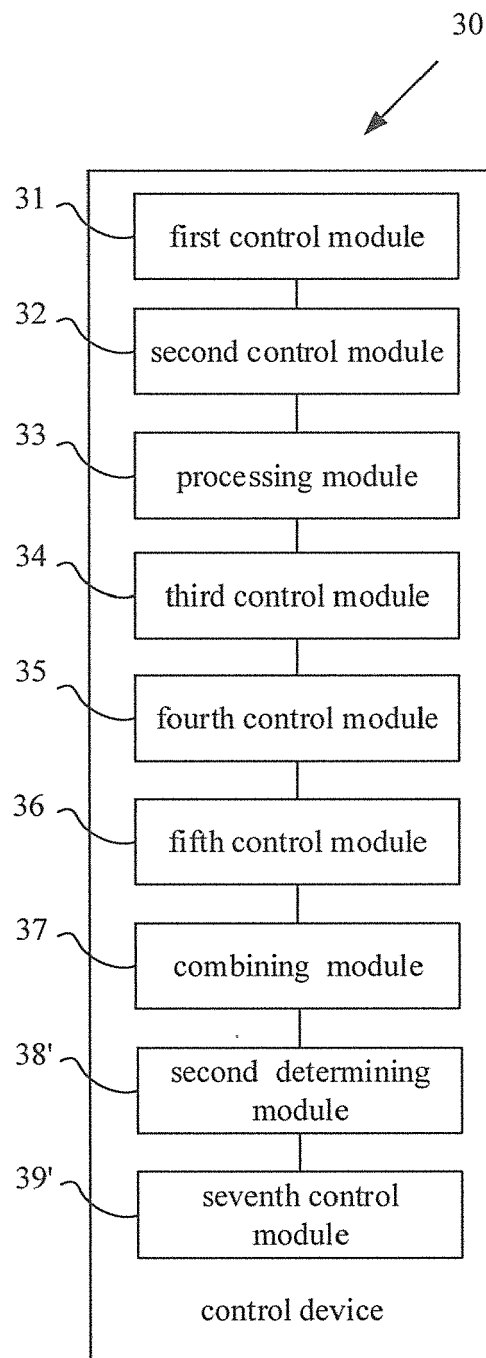 30
31
first control module
32
second control module
33
processing module
34
third control module
35
fourth control module
36
fifth control module
37
combining module
38'
second determining
module
39'
seventh control
module
control device